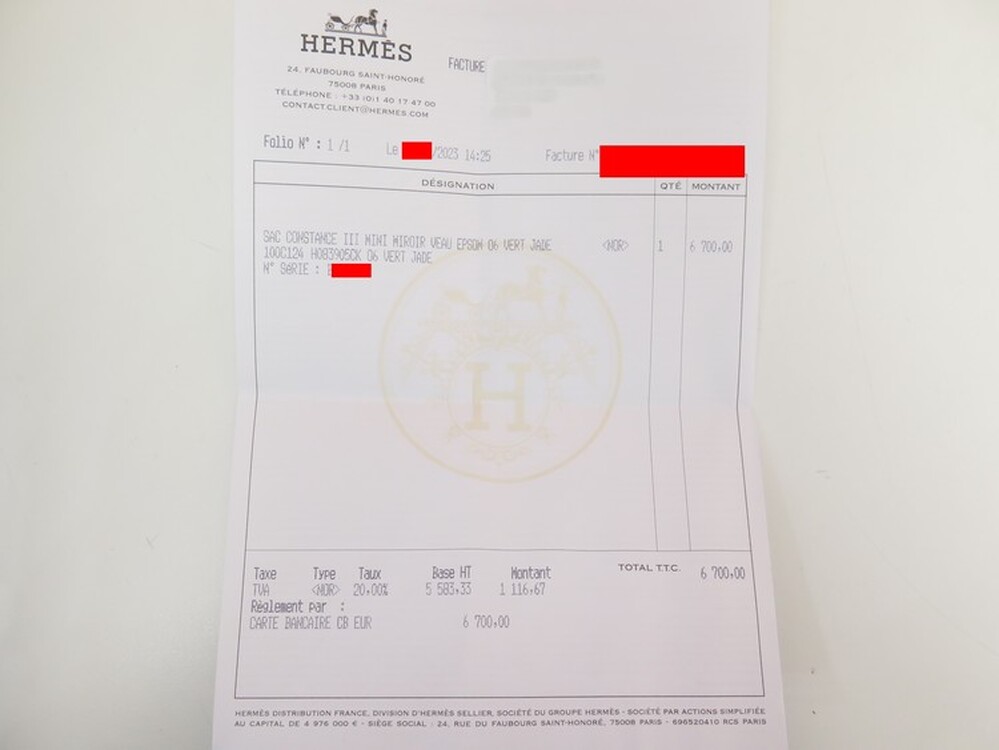 HERMÈS
24, FAUBOURG SAINT-HONORÉ
75008 PARIS
TÉLÉPHONE : +33 (0)1 40 17 47 00
CONTACT.CLIENT@HERMES.COM
FACTURE
Folio N° : 1 /1 Le /2023 14:25 Facture N°
DÉSIGNATION QTÉ MONTANT
SAC CONSTANCE III MINI MIROIR VEAU EPSOM 06 VERT JADE <NOR> 1 6 700,00
100C124 H083905CK 06 VERT JADE
N° SéRIE :
H
Taxe Type Taux Base HT Montant TOTAL T.T.C. 6 700,00
TVA <NOR> 20,00% 5 583,33 1 116,67
Règlement par :
CARTE BANCAIRE CB EUR 6 700,00
HERMÈS DISTRIBUTION FRANCE, DIVISION D'HERMÈS SELLIER, SOCIÉTÉ DU GROUPE HERMÈS - SOCIÉTÉ PAR ACTIONS SIMPLIFIÉE
AU CAPITAL DE 4 976 000 € - SIÈGE SOCIAL : 24, RUE DU FAUBOURG SAINT-HONORÉ, 75008 PARIS - 696520410 RCS PARIS